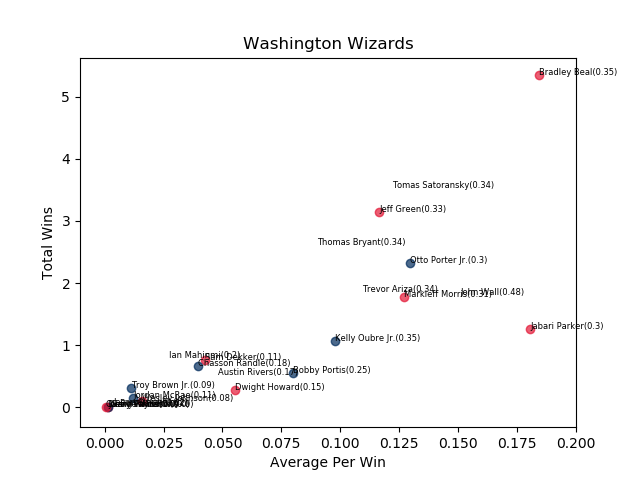 Washington Wizards
Bradley Beal(0.35)
Tomas Satoransky(0.34)
Jeff Green(0.33)
Thomas Bryant(0.34)
Otto Porter Jr.(0.3)
Trevor Ariza(0.34)
Markieff Morris(0.31)
John Wall(0.48)
Jabari Parker(0.3)
Kelly Oubre Jr.(0.35)
Ian Mahinmi(0.2)
Sam Dekker(0.11)
Chasson Randle(0.18)
Austin Rivers(0.17)
Bobby Portis(0.25)
Troy Brown Jr.(0.09)
Dwight Howard(0.15)
Jordan McRae(0.11)
Wesley Johnson(0.08)
Total Wins
5
4
3
2
1
0
0.000 0.025 0.050 0.075 0.100 0.125 0.150 0.175 0.200
Average Per Win